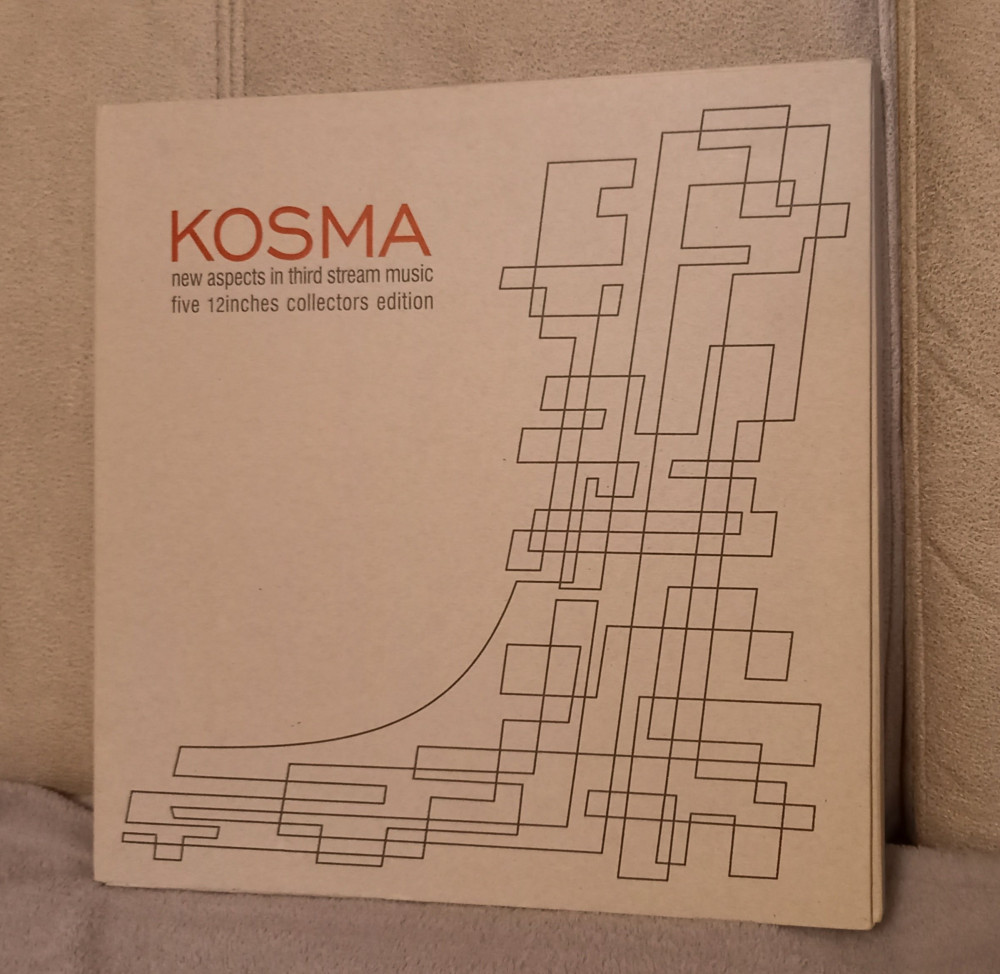 KOSMA
new aspects in third stream music
five 12inches collectors edition